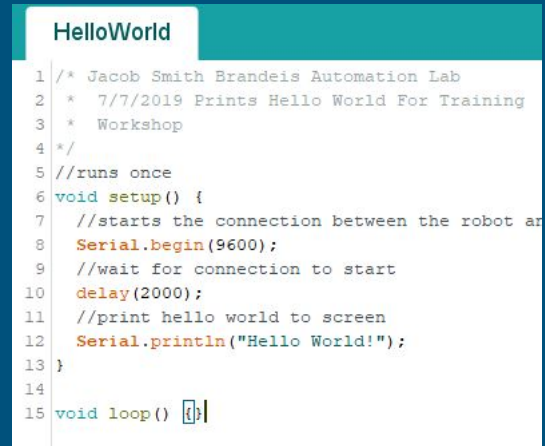 HelloWorld
1 /* Jacob Smith Brandeis Automation Lab
2  *  7/7/2019 Prints Hello World For Training
3  *  Workshop
4 */
5 //runs once
6 void setup() {
7   //starts the connection between the robot
8   Serial.begin(9600);
9   //wait for connection to start
10   delay(2000);
11   //print hello world to screen
12   Serial.println("Hello World!");
13 }
14
15 void loop() {}